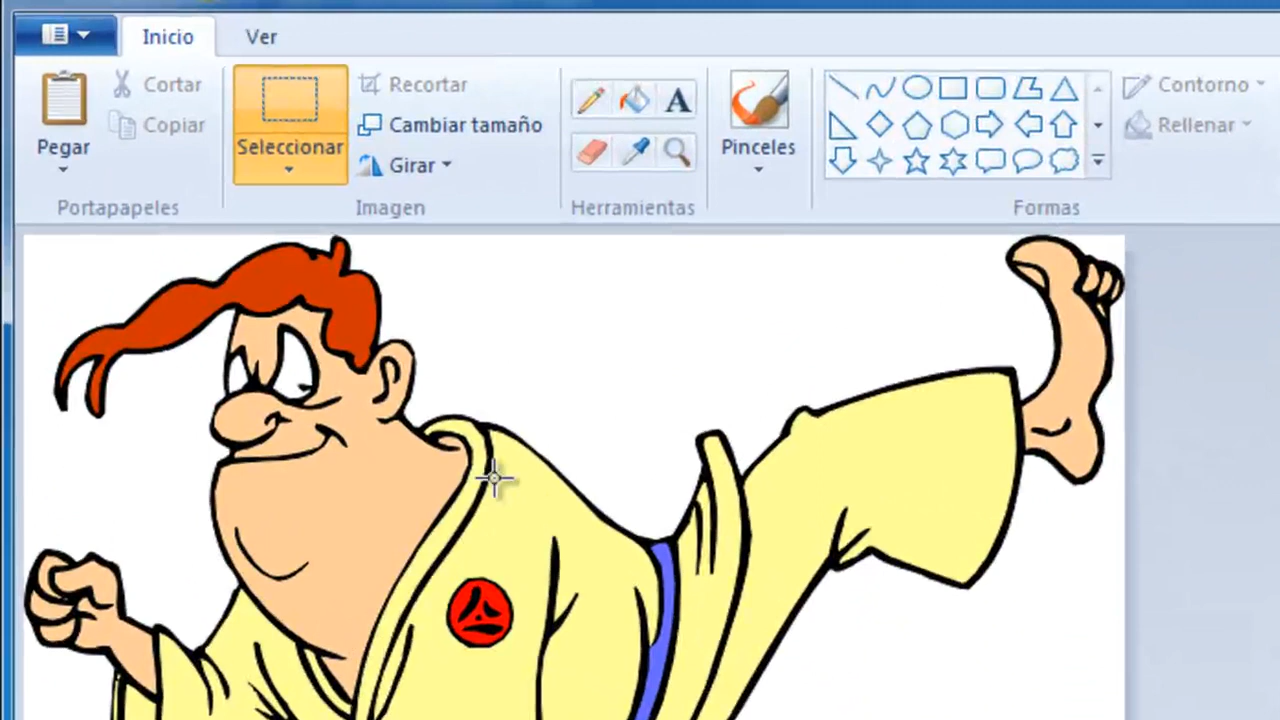 Inicio Ver
Cortar Recortar Contorno
Copiar Cambiar tamaño A Rellenar
Pegar Seleccionar Girar Pinceles
Portapapeles Imagen Herramientas Formas